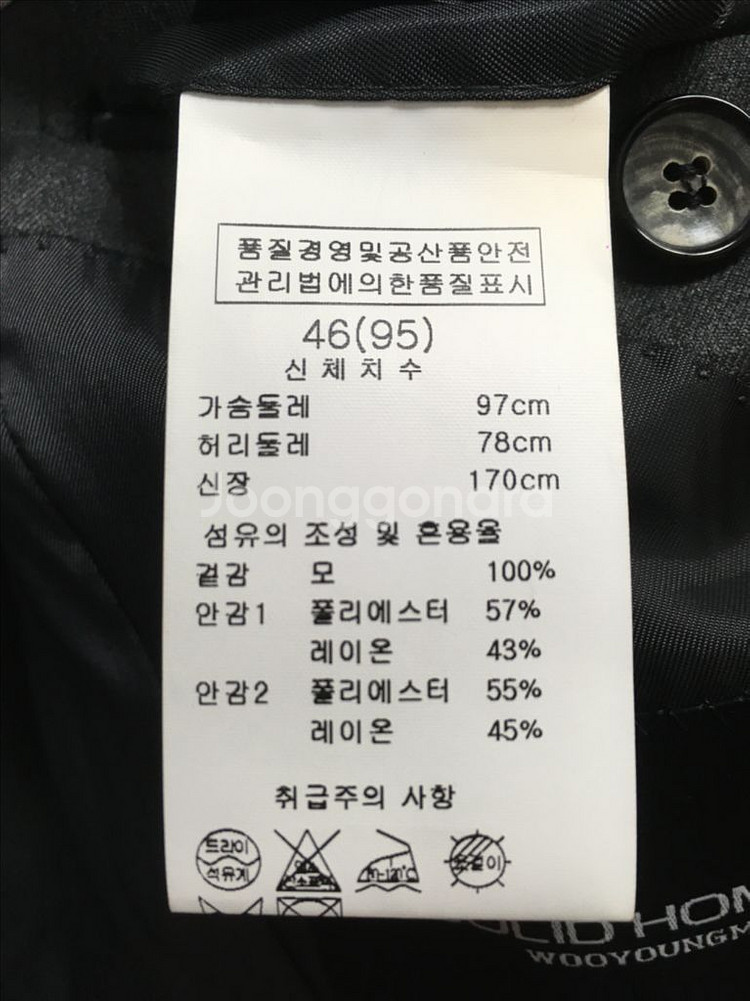 품질경영및공산품안전
관리법에의한품질표시
46(95)
신 체 치 수
가슴둘레 97cm
허리둘레 78cm
신장 170cm
Joonggonara
섬유의 조성 및 혼용율
겉감 모 100%
안감1 폴리에스터 57%
레이온 43%
안감2 폴리에스터 55%
레이온 45%
취급주의 사항
드라이
석유계
옷걸이
WOOYOUNGM